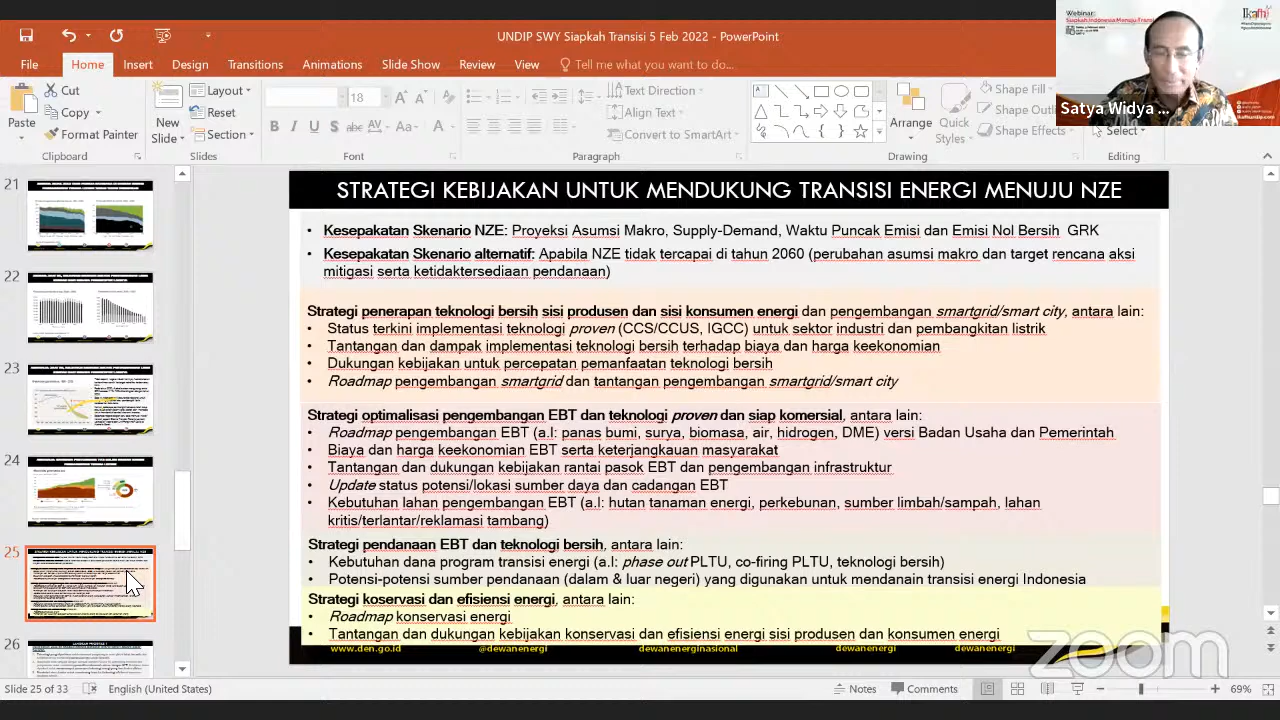 UNDIP SWY Siapkah Transisi 5 Feb 2022 - PowerPoint
Webinar:
Siapkah Indonesia Menuju Transi
Ikafhi
File Home Insert Design Transitions Animations Slide Show Review View Tell me what you want to do...
Satya Widya ...
Paste
Cut
Copy
Format Painter
Clipboard
New Slide
Layout
Reset
Section
Slides
18
Font
Text Direction
Align Text
Convert to SmartArt
Paragraph
Arrange
Quick Styles
Shape Fill
Shape Outl
Shape Effects
Drawing
Select
Editing
21
22
23
24
25
26
STRATEGI KEBIJAKAN UNTUK MENDUKUNG TRANSISI ENERGI MENUJU NZE
• Kesepakatan Skenario NZE: Proyeksi Asumsi Makro, Supply-Demand, Waktu Puncak Emisi dan Emisi Nol Bersih GRK
• Kesepakatan Skenario alternatif: Apabila NZE tidak tercapai di tahun 2060 (perubahan asumsi makro dan target rencana aksi
mitigasi serta ketidaktersediaan pendanaan)
Strategi penerapan teknologi bersih sisi produsen dan sisi konsumen energi dan pengembangan smartgrid/smart city, antara lain:
• Status terkini implementasi teknologi proven (CCS/CCUS, IGCC) untuk sektor industri dan pembangkitan listrik
• Tantangan dan dampak implementasi teknologi bersih terhadap biaya dan harga keekonomian
• Dukungan kebijakan untuk percepatan pemanfaatan teknologi bersih
• Roadmap pengembangan smartgrid dan tantangan pengembangan smartgrid dan smart city
Strategi optimalisasi pengembangan EBT dan teknologi proven dan siap komersial, antara lain:
• Roadmap pengembangan EBT (a.l: panas bumi, surya, biomasa, air, hidrogen, DME) versi Badan Usaha dan Pemerintah
• Biaya dan harga keekonomian EBT serta keterjangkauan masyarakat
• Tantangan dan dukungan kebijakan rantai pasok EBT dan pengembangan infrastruktur
• Update status potensi/lokasi sumber daya dan cadangan EBT
• Kebutuhan lahan pengembangan EBT (a.l: hutan tanaman energi, perkebunan, sumber limbah/sampah, lahan
kritis/terlantar/reklamasi tambang)
Strategi pendanaan EBT dan teknologi bersih, antara lain:
• Kebutuhan dana program transisi energi (a.l: phase out PLTU, co-firing PLTU, teknologi bersih)
• Potensi-potensi sumber pendanaan (dalam & luar negeri) yang digunakan untuk mendanain transisi energi Indonesia
Strategi koservasi dan efisiensi energi, antara lain:
• Roadmap konservasi energi
• Tantangan dan dukungan kebijakan konservasi dan efisiensi energi sisi produsen dan konsumen energi
www.den.go.id @dewanenergi dewanenerginasional dewanenergi dewanenergi
zoom
Slide 25 of 33 English (United States) Notes Comments 69%